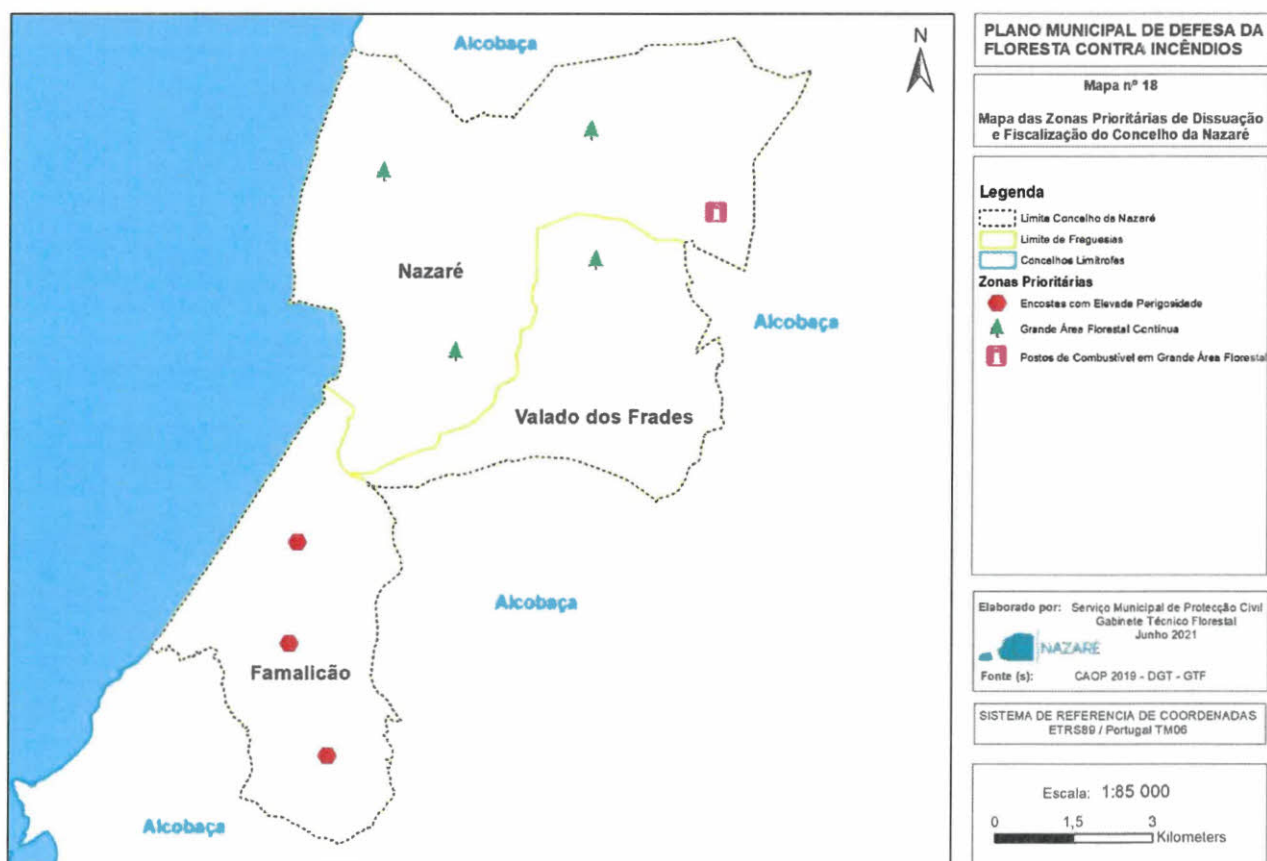 Alcobaça
N
Nazaré
Alcobaça
Valado dos Frades
Alcobaça
Famalicão
Alcobaça
PLANO MUNICIPAL DE DEFESA DA
FLORESTA CONTRA INCÊNDIOS
Mapa nº 18
Mapa das Zonas Prioritárias de Dissuação
e Fiscalização do Concelho da Nazaré
Legenda
Limite Concelho da Nazaré
Limite de Freguesias
Concelhos Limítrofes
Zonas Prioritárias
Encostas com Elevade Perigosidade
Grande Área Florestal Contínua
Postos de Combustível em Grande Área Florestal
Elaborado por: Serviço Municipal de Protecção Civil
Gabinete Técnico Florestal
Junho 2021
NAZARÉ
Fonte (s): CAOP 2019 - DGT - GTF
SISTEMA DE REFERENCIA DE COORDENADAS
ETRS89 / Portugal TM06
Escala: 1:85 000
0 1,5 3
Kilometers